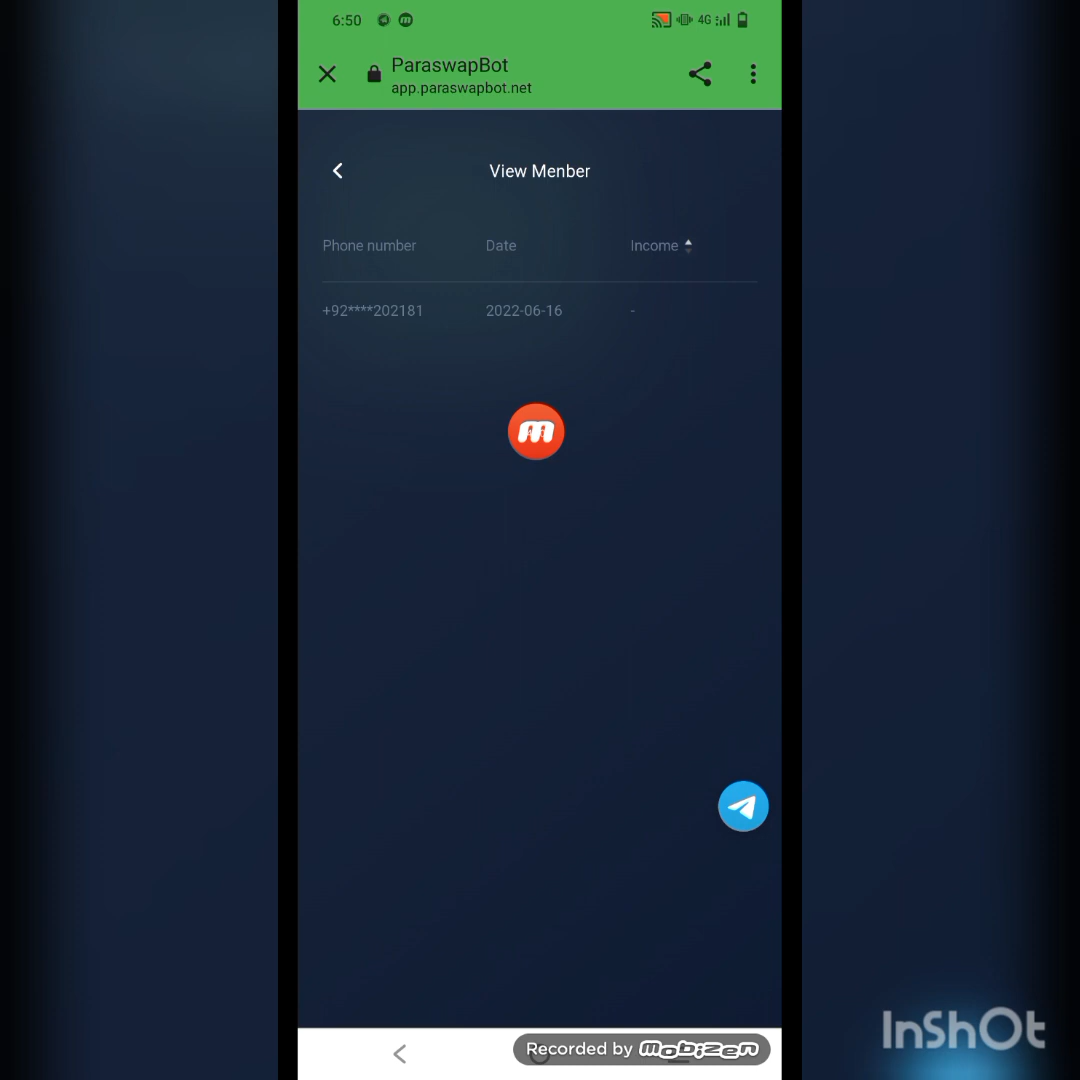 6:50
4G
ParaswapBot
app.paraswapbot.net
View Menber
Phone number Date Income
+92****202181 2022-06-16 -
m
InShOt
Recorded by mobizen